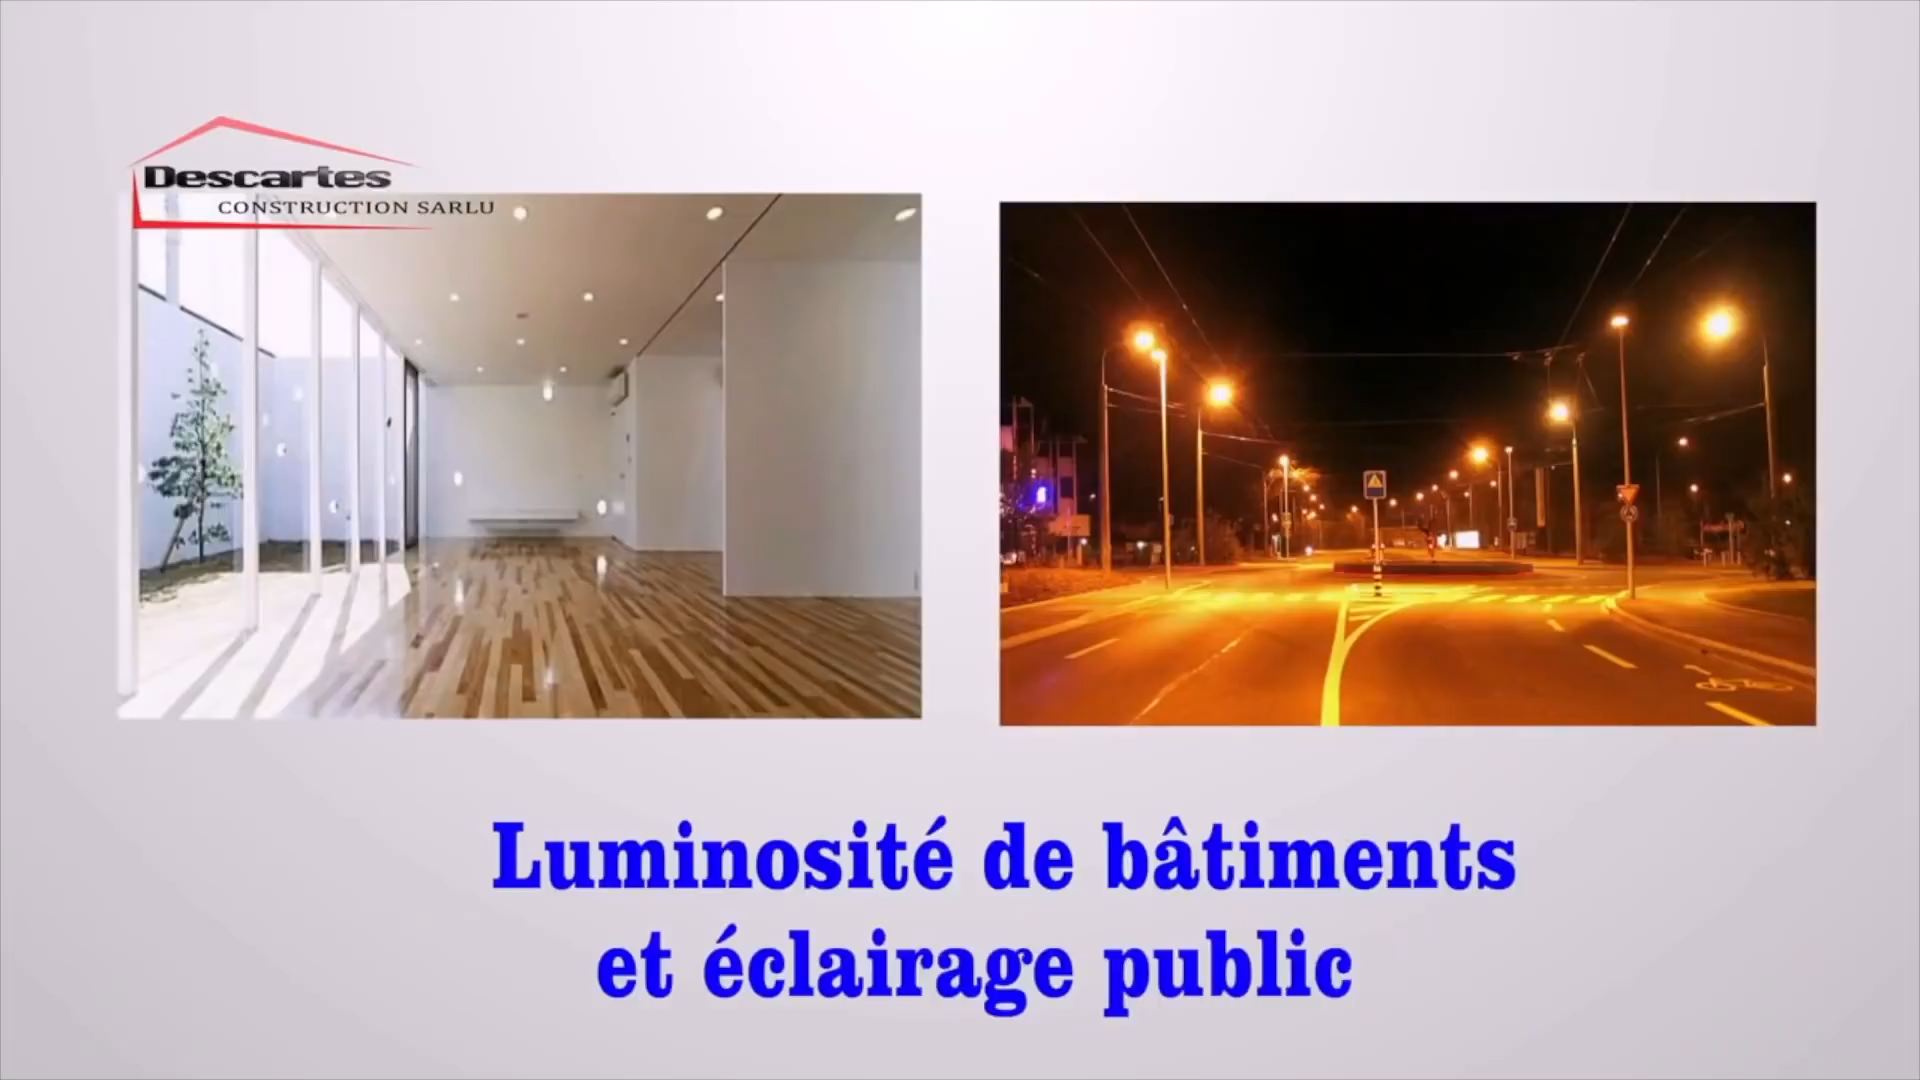 Descartes
CONSTRUCTION SARLU
Luminosité de bâtiments
et éclairage public